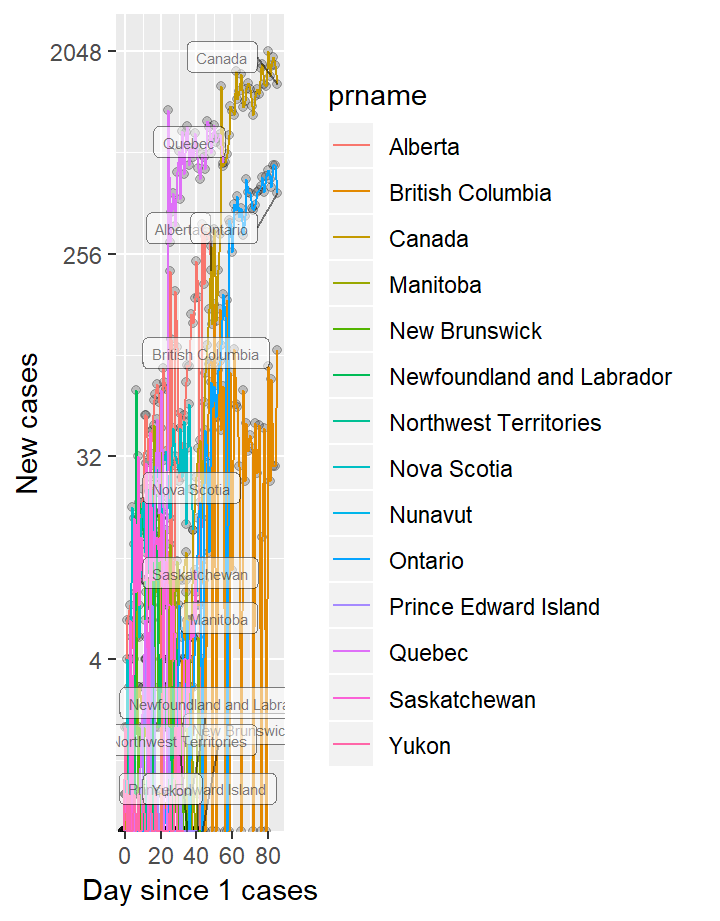 2048
256
32
4
New cases
Canada
Quebec
Alberta
Ontario
British Columbia
Nova Scotia
Saskatchewan
Manitoba
Newfoundland and Labra
New Brunswic
Northwest Territories
Edward Island
Yukon
0 20 40 60 80
Day since 1 cases
prname
Alberta
British Columbia
Canada
Manitoba
New Brunswick
Newfoundland and Labrador
Northwest Territories
Nova Scotia
Nunavut
Ontario
Prince Edward Island
Quebec
Saskatchewan
Yukon